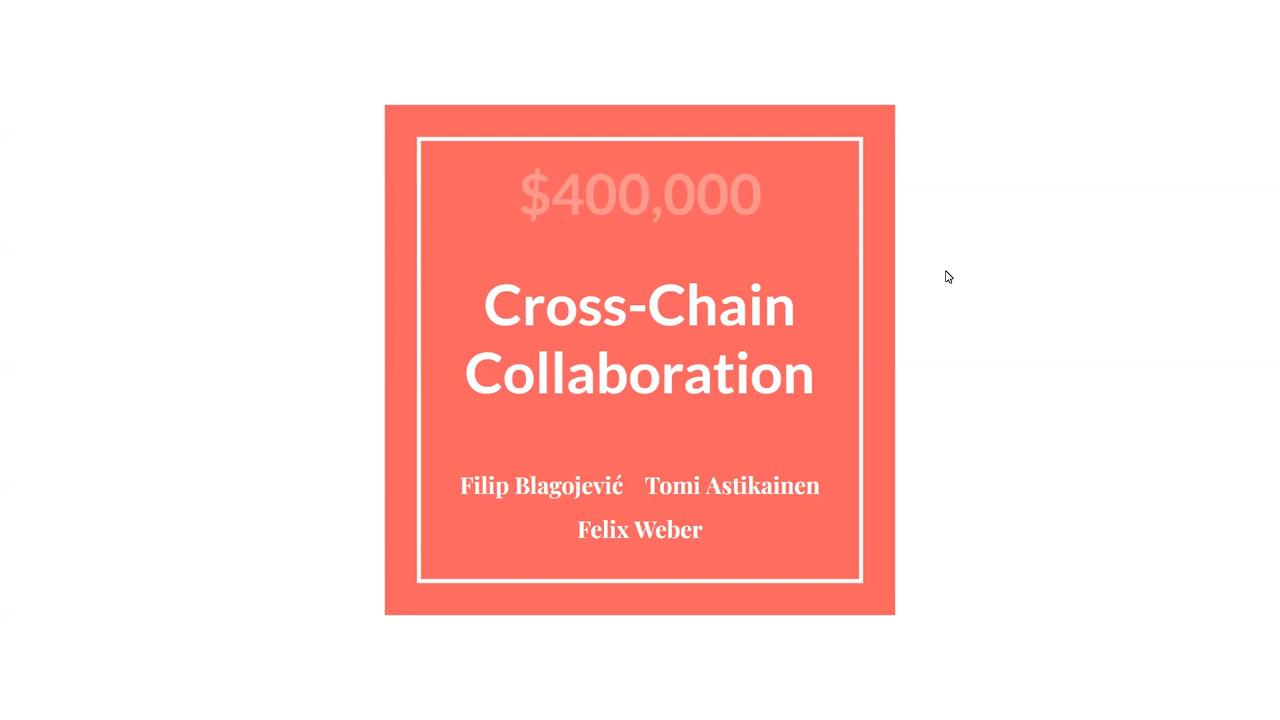 $400,000
Cross-Chain
Collaboration
Filip Blagojević Tomi Astikainen
Felix Weber